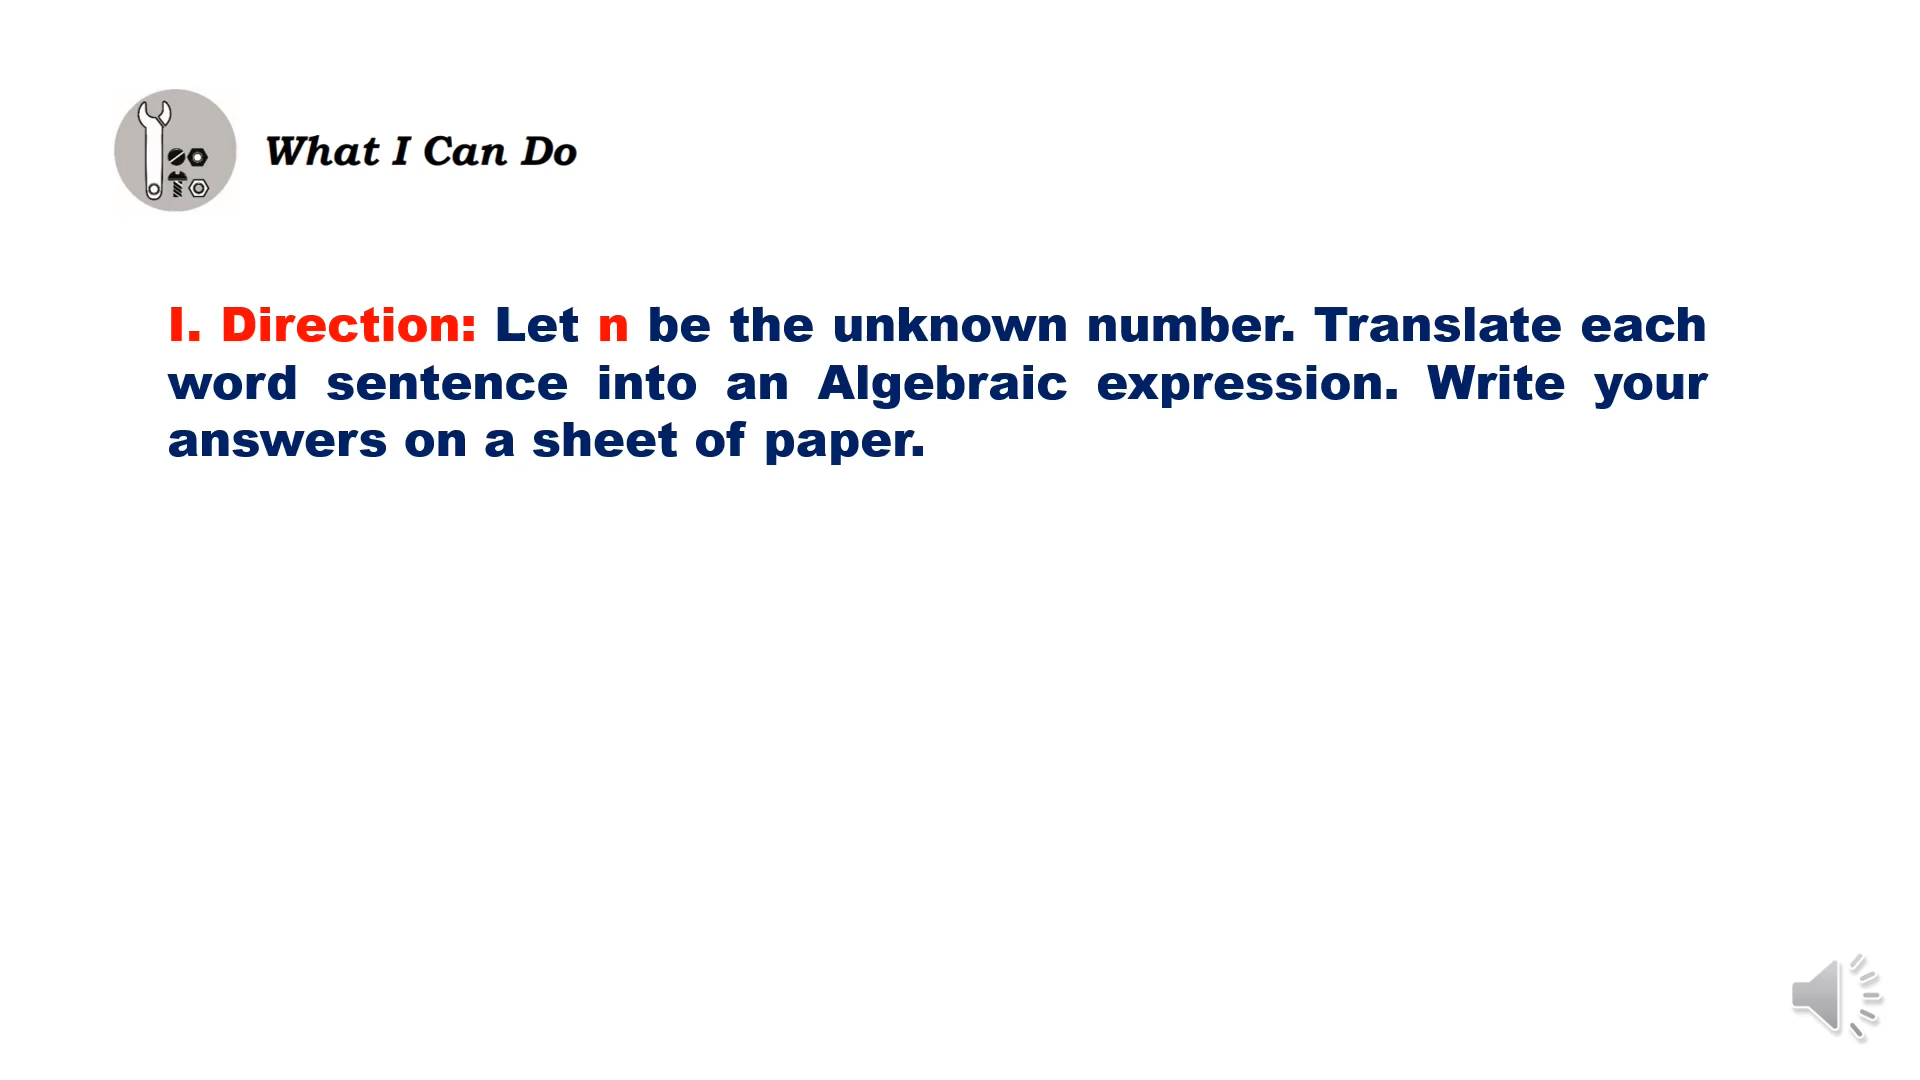 What I Can Do
I. Direction: Let n be the unknown number. Translate each
word sentence into an Algebraic expression. Write your
answers on a sheet of paper.